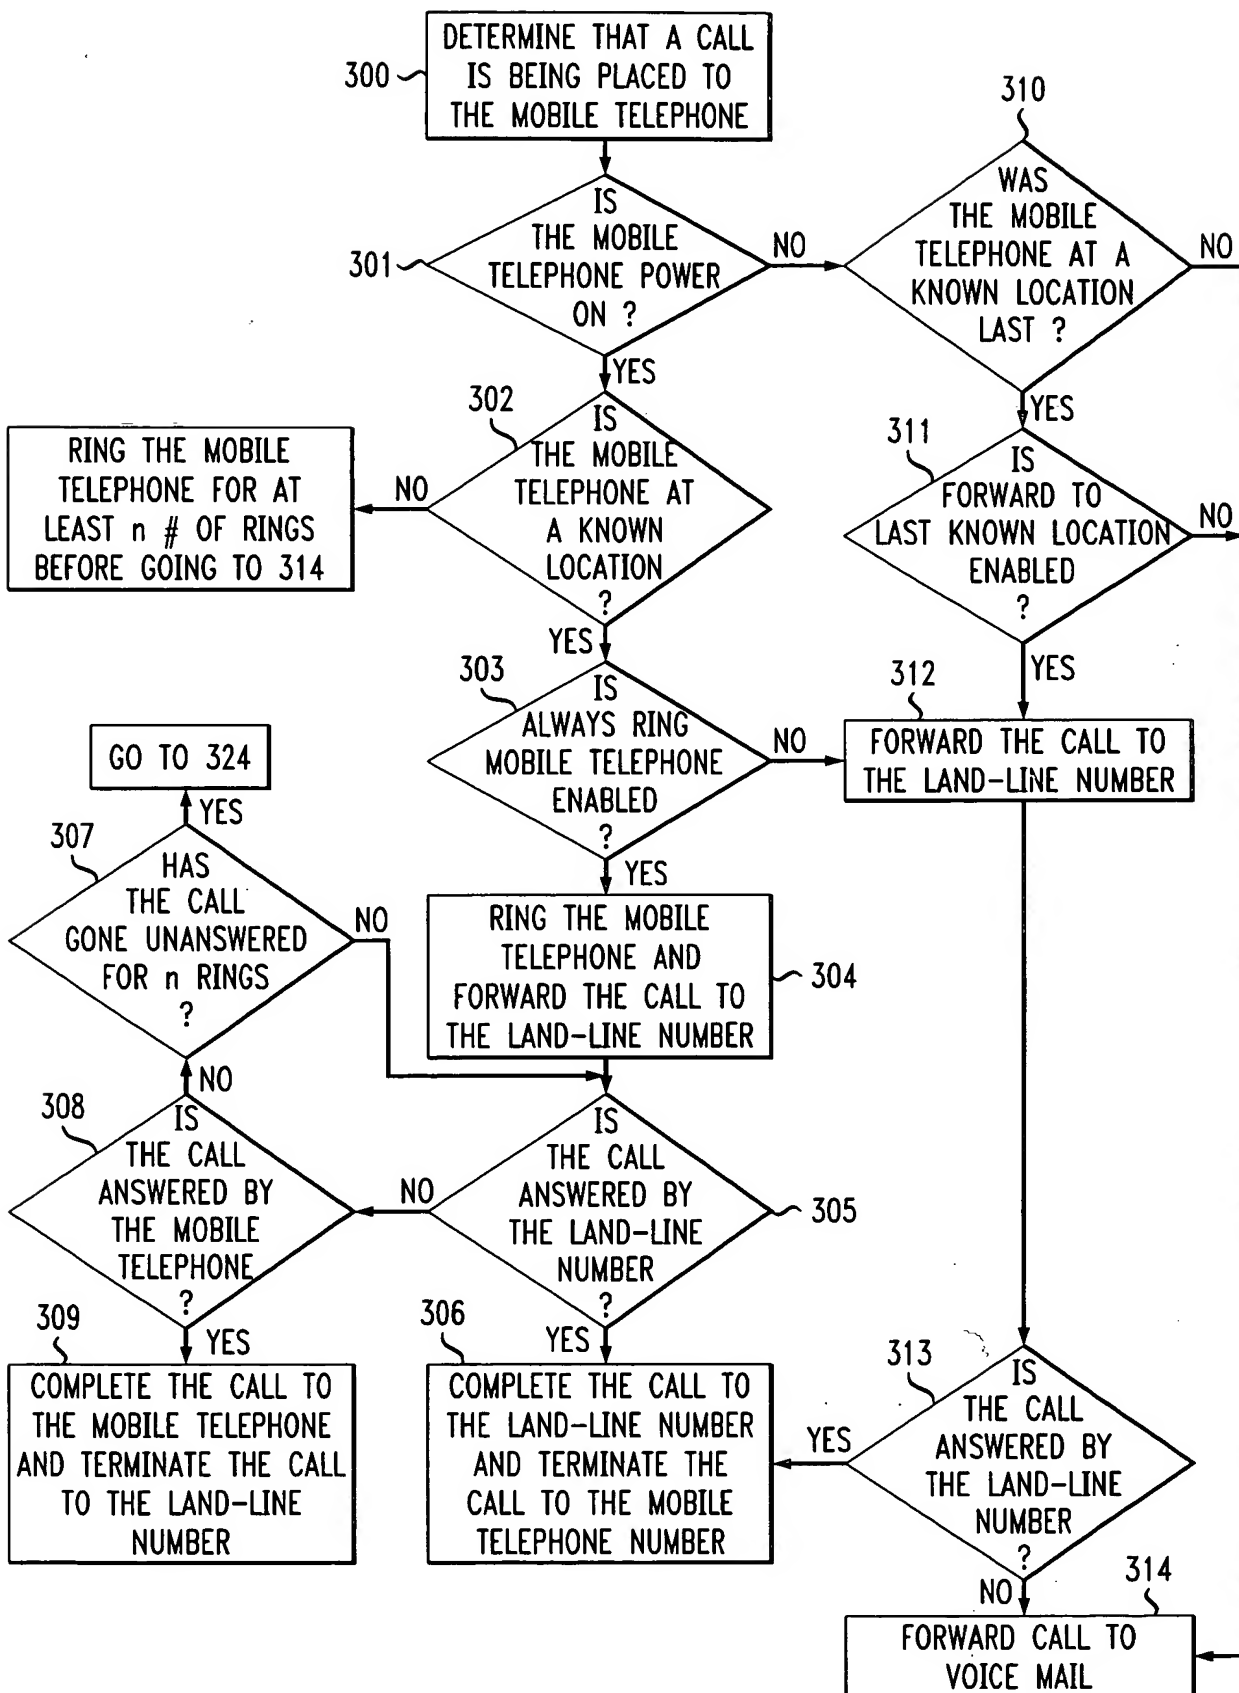 DETERMINE THAT A CALL
IS BEING PLACED TO
THE MOBILE TELEPHONE
300
IS
THE MOBILE
TELEPHONE POWER
ON ?
301
NO
YES
310
WAS
THE MOBILE
TELEPHONE AT A
KNOWN LOCATION
LAST ?
NO
YES
302
IS
THE MOBILE
TELEPHONE AT
A KNOWN
LOCATION
?
NO
YES
RING THE MOBILE
TELEPHONE FOR AT
LEAST n # OF RINGS
BEFORE GOING TO 314
311
IS
FORWARD TO
LAST KNOWN LOCATION
ENABLED
?
NO
YES
303
IS
ALWAYS RING
MOBILE TELEPHONE
ENABLED
?
NO
YES
312
FORWARD THE CALL TO
THE LAND-LINE NUMBER
GO TO 324
YES
307
HAS
THE CALL
GONE UNANSWERED
FOR n RINGS
?
NO
RING THE MOBILE
TELEPHONE AND
FORWARD THE CALL TO
THE LAND-LINE NUMBER
304
NO
308
IS
THE CALL
ANSWERED BY
THE MOBILE
TELEPHONE
?
YES
NO
IS
THE CALL
ANSWERED BY
THE LAND-LINE
NUMBER
?
305
YES
309
COMPLETE THE CALL TO
THE MOBILE TELEPHONE
AND TERMINATE THE CALL
TO THE LAND-LINE
NUMBER
306
COMPLETE THE CALL TO
THE LAND-LINE NUMBER
AND TERMINATE THE
CALL TO THE MOBILE
TELEPHONE NUMBER
313
IS
THE CALL
ANSWERED BY
THE LAND-LINE
NUMBER
?
YES
NO
314
FORWARD CALL TO
VOICE MAIL